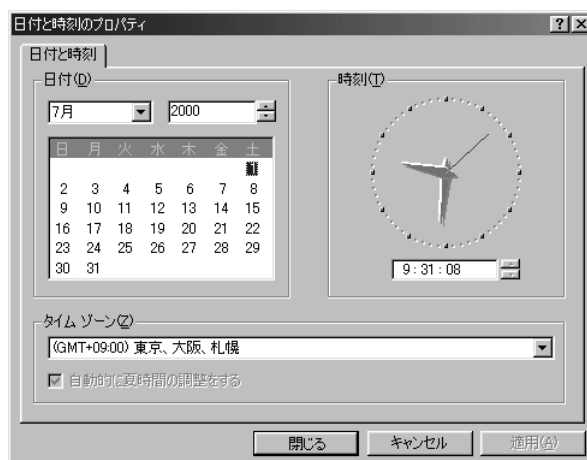 日付と時刻のプロパティ
日付と時刻
日付(D)
7月 2000
日 月 火 水 木 金 土
1
2 3 4 5 6 7 8
9 10 11 12 13 14 15
16 17 18 19 20 21 22
23 24 25 26 27 28 29
30 31
時刻(T)
9:31:08
タイム ゾーン(Z)
(GMT+09:00) 東京、大阪、札幌
自動的に夏時間の調整をする
閉じる キャンセル 適用(A)